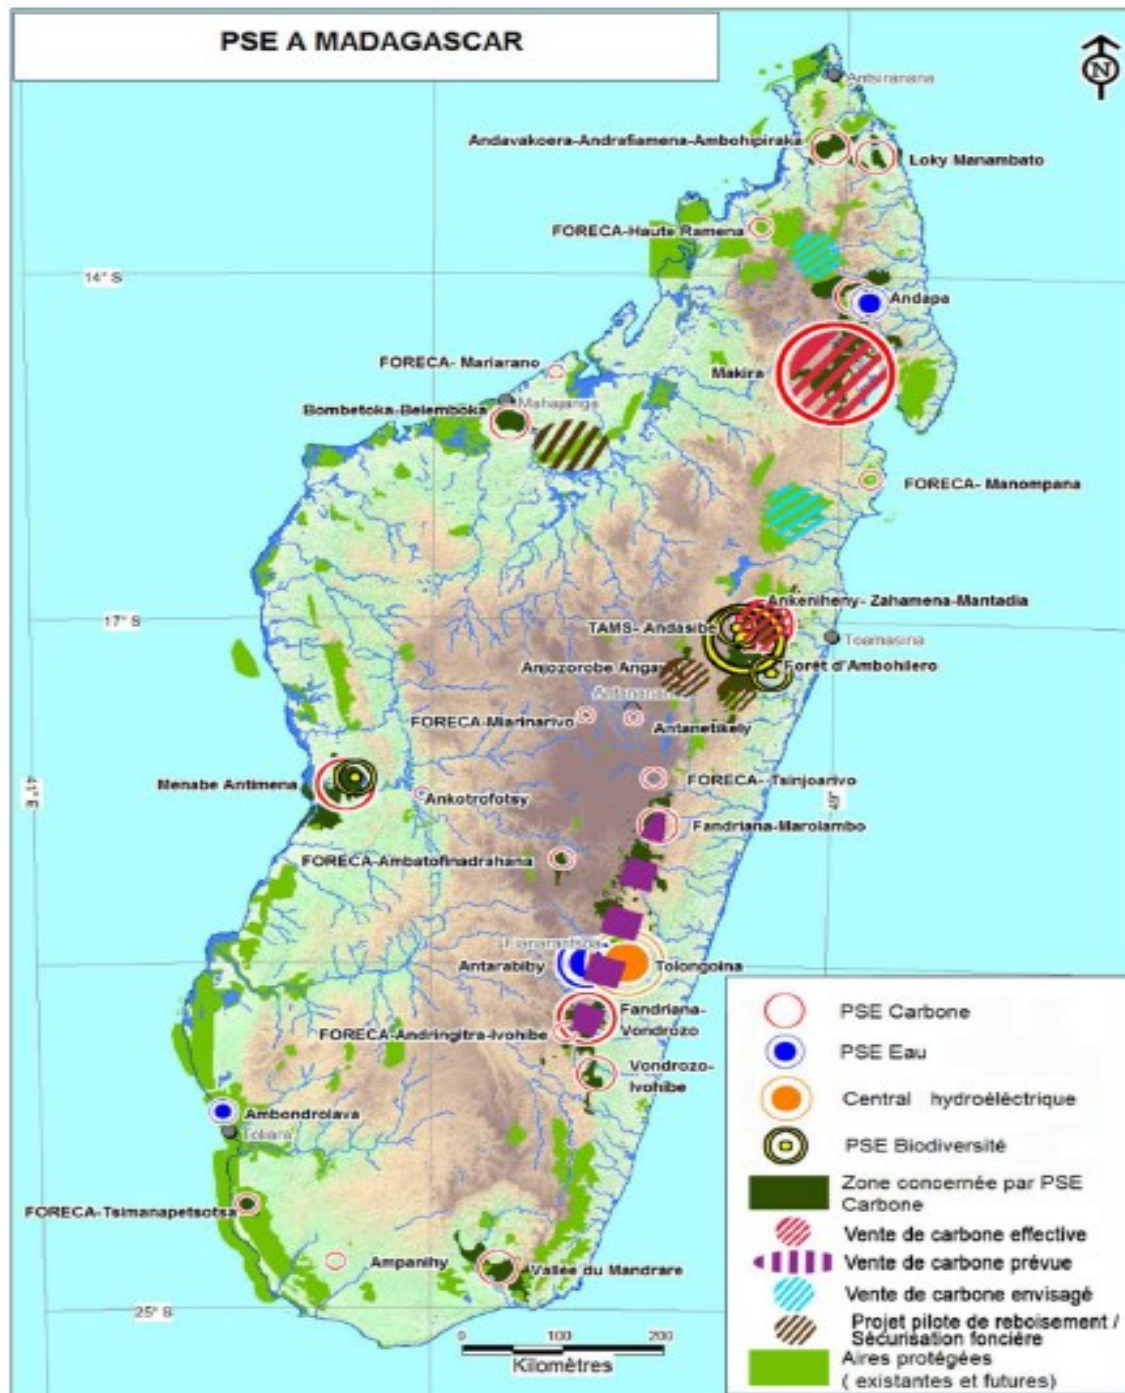 PSE A MADAGASCAR
N
Antsiranana
Andavakoera-Andrafiamena-Ambohipiraka
Loky Manambato
FORECA-Haute Ramena
14° S
Andapa
FORECA- Mariarano
Makira
Mahajanga
Bombetoka-Belemboka
FORECA- Manompana
Ankeniheny- Zahamena-Mantadia
17° S
TAMS- Andasibe
Toamasina
Anjozorobe Angavo
Forêt d'Ambohilero
FORECA-Miarinarivo
Antanetikely
41° E
Menabe Antimena
FORECA- Tsinjoarivo
49°
Ankotrofotsy
Fandriana-Marolambo
FORECA-Ambatofinadrahana
Fianarantsoa
Antarabiby
Tolongoina
Fandriana-
Vondrozo
FORECA-Andringitra-Ivohibe
Vondrozo-
Ivohibe
Ambondrolava
Toliara
FORECA-Tsimanapetsotsa
Ampanihy
Vallée du Mandrare
25° S
0 100 200
Kilomètres
PSE Carbone
PSE Eau
Central hydroéléctrique
PSE Biodiversité
Zone concernée par PSE
Carbone
Vente de carbone effective
Vente de carbone prévue
Vente de carbone envisagé
Projet pilote de reboisement /
Sécurisation foncière
Aires protégées
( existantes et futures)